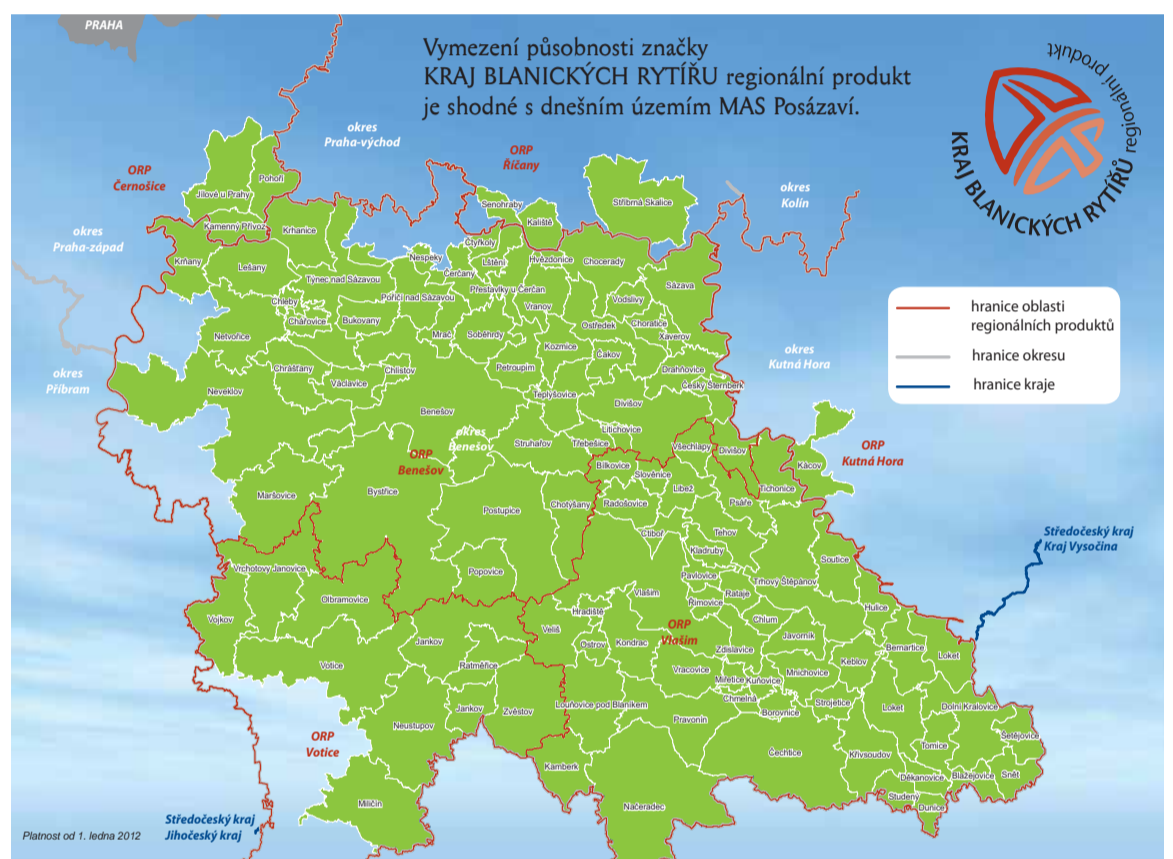 PRAHA
Vymezení působnosti značky
KRAJ BLANICKÝCH RYTÍŘU regionální produkt
je shodné s dnešním územím MAS Posázaví.
KRAJ BLANICKÝCH RYTÍŘŮ regionální produkt
okres
Praha-východ
ORP
Říčany
ORP
Černošice
okres
Kolín
okres
Praha-západ
okres
Příbram
okres
Kutná Hora
hranice oblasti
regionálních produktů
hranice okresu
hranice kraje
Pohoří
Jílové u Prahy
Kamenný Přívoz
Krhanice
Senohraby
Kaliště
Stříbrná Skalice
Krňany
Lešany
Nespeky
Čtyřkoly
Lštění
Čerčany
Hvězdonice
Chocerady
Sázava
Týnec nad Sázavou
Poříčí nad Sázavou
Přestavlky u Čerčan
Vranov
Vodslivy
Chleby
Chářovice
Bukovany
Mrač
Soběhrdy
Ostředek
Choratice
Xaverov
Netvořice
Kozmice
Čakov
Chrášťany
Václavice
Chlístov
Petroupim
Drahňovice
Český Šternberk
Neveklov
Teplýšovice
Divišov
Benešov
Litichovice
okres
Benešov
Struhařov
Třebešice
Všechlapy
Divišov
ORP
Benešov
ORP
Kutná Hora
Bílkovice
Slověnice
Kácov
Maršovice
Bystřice
Chotýšany
Radošovice
Libež
Psáře
Tichonice
Postupice
Ctiboř
Tehov
Kladruby
Středočeský kraj
Kraj Vysočina
Vrchotovy Janovice
Popovice
Pavlovice
Trhový Štěpánov
Soutice
Olbramovice
Vlašim
Rataje
Římovice
Hulice
Vojkov
Hradiště
Chlum
Veliš
ORP
Vlašim
Javorník
Jankov
Ostrov
Kondrac
Zdislavice
Bernartice
Loket
Votice
Ratměřice
Vracovice
Miřetice
Kuňovice
Mnichovice
Keblov
Chmelná
Louňovice pod Blaníkem
Borovnice
Strojetice
Loket
Dolní Kralovice
Jankov
Zvěstov
Pravonín
Neustupov
ORP
Votice
Čechtice
Křivsoudov
Tomice
Šetějovice
Kamberk
Děkanovice
Blažejovice
Snět
Miličín
Načeradec
Studený
Dunice
Středočeský kraj
Jihočeský kraj
Platnost od 1. ledna 2012